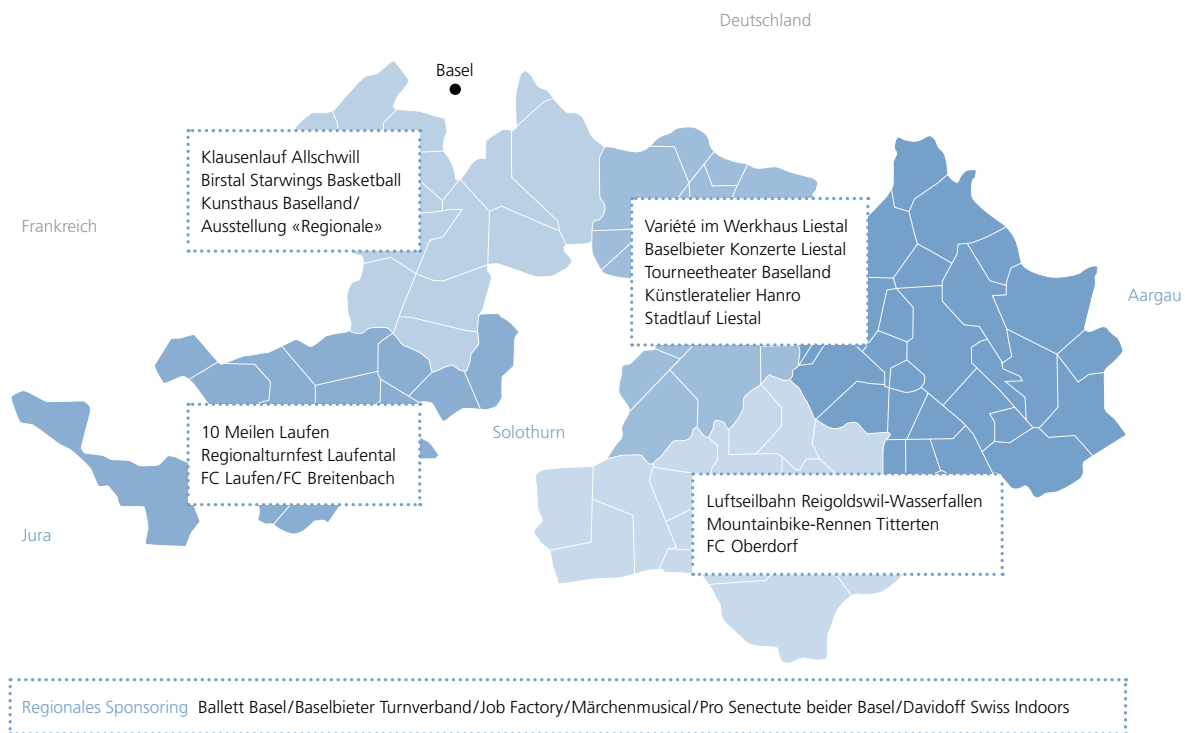 Deutschland
Basel
Klausenlauf Allschwill
Birstal Starwings Basketball
Kunsthaus Baselland/
Ausstellung «Regionale»
Frankreich
Variété im Werkhaus Liestal
Baselbieter Konzerte Liestal
Tourneetheater Baselland
Künstleratelier Hanro
Stadtlauf Liestal
Aargau
10 Meilen Laufen
Regionalturnfest Laufental
FC Laufen/FC Breitenbach
Solothurn
Luftseilbahn Reigoldswil-Wasserfallen
Mountainbike-Rennen Titterten
FC Oberdorf
Jura
Regionales Sponsoring Ballett Basel/Baselbieter Turnverband/Job Factory/Märchenmusical/Pro Senectute beider Basel/Davidoff Swiss Indoors